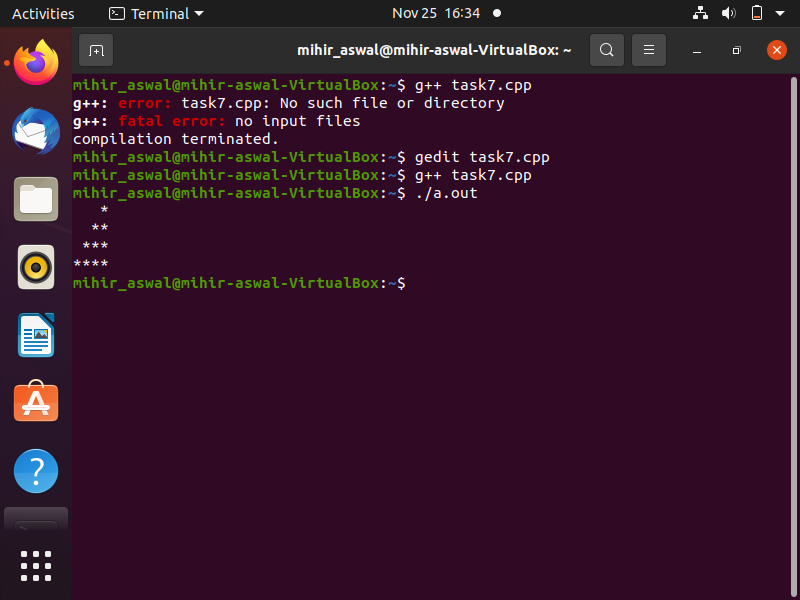 Activities Terminal Nov 25 16:34
mihir_aswal@mihir-aswal-VirtualBox: ~
mihir_aswal@mihir-aswal-VirtualBox:~$ g++ task7.cpp
g++: error: task7.cpp: No such file or directory
g++: fatal error: no input files
compilation terminated.
mihir_aswal@mihir-aswal-VirtualBox:~$ gedit task7.cpp
mihir_aswal@mihir-aswal-VirtualBox:~$ g++ task7.cpp
mihir_aswal@mihir-aswal-VirtualBox:~$ ./a.out
   *
  **
 ***
****
mihir_aswal@mihir-aswal-VirtualBox:~$